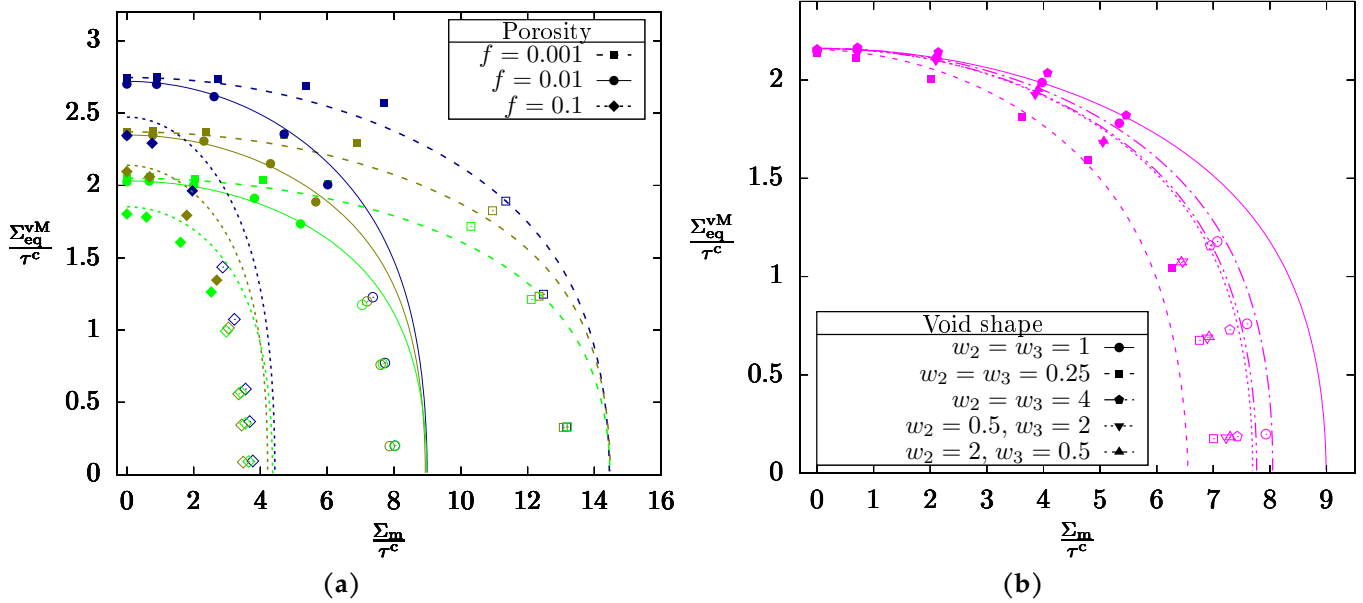 3
2.5
2
1.5
1
0.5
0
Σ_eq^vM / τ^c
0 2 4 6 8 10 12 14 16
Σ_m / τ^c
Porosity
f = 0.001
f = 0.01
f = 0.1
(a)
2
1.5
1
0.5
0
Σ_eq^vM / τ^c
0 1 2 3 4 5 6 7 8 9
Σ_m / τ^c
Void shape
w₂ = w₃ = 1
w₂ = w₃ = 0.25
w₂ = w₃ = 4
w₂ = 0.5, w₃ = 2
w₂ = 2, w₃ = 0.5
(b)